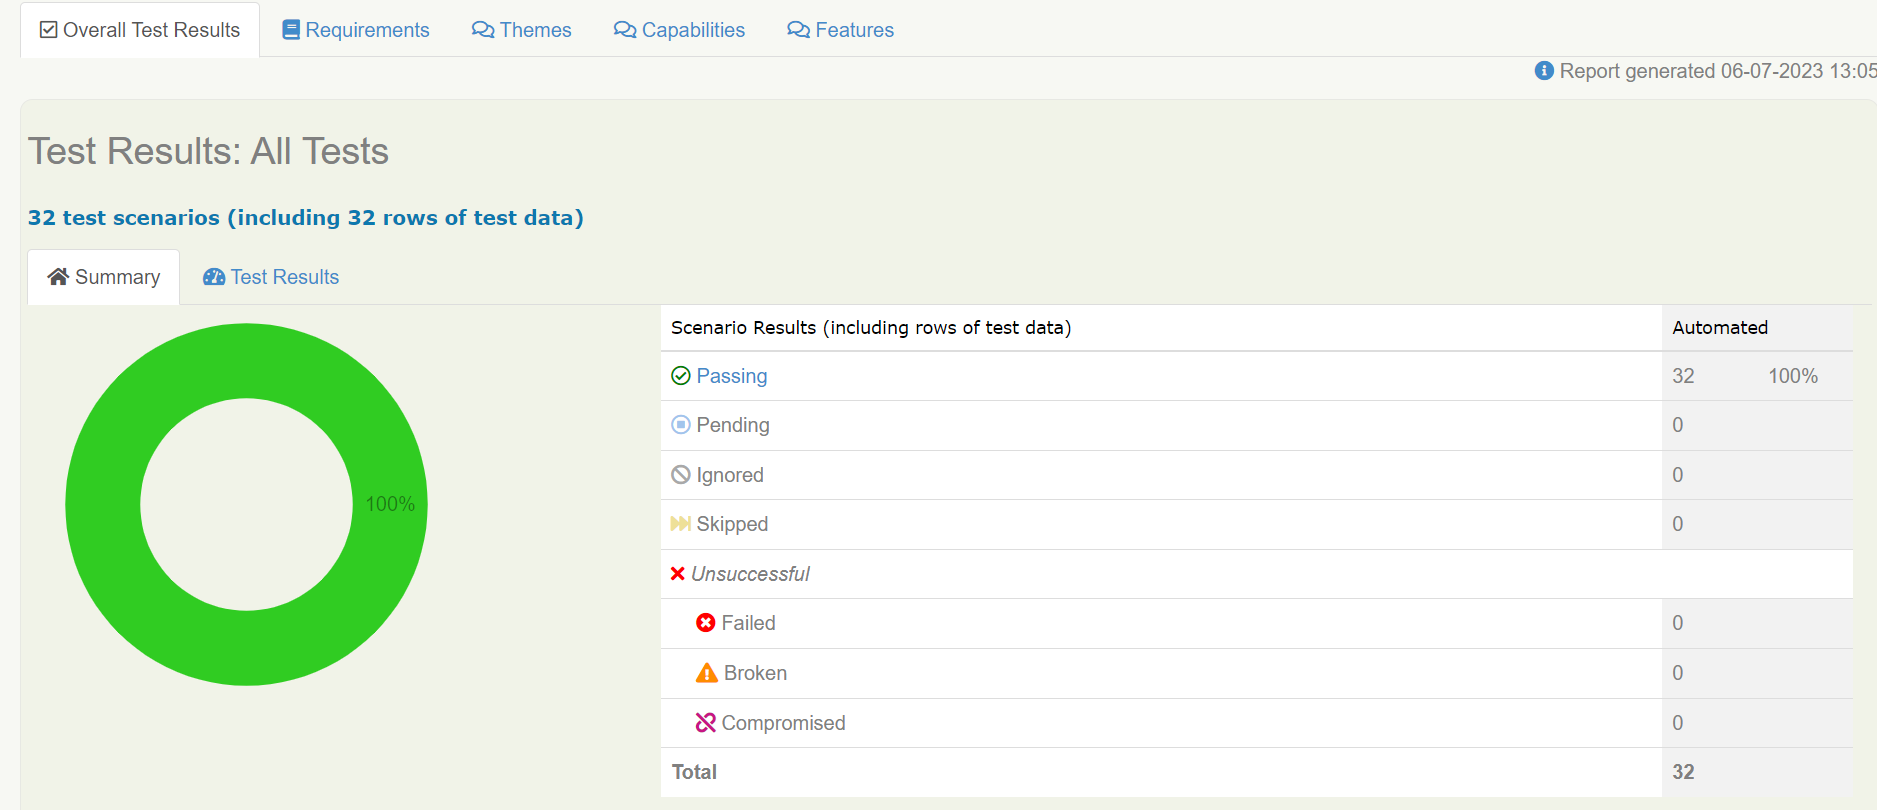 Overall Test Results Requirements Themes Capabilities Features
Report generated 06-07-2023 13:05
Test Results: All Tests
32 test scenarios (including 32 rows of test data)
Summary Test Results
Scenario Results (including rows of test data) Automated
Passing 32 100%
Pending 0
Ignored 0
100%
Skipped 0
Unsuccessful
Failed 0
Broken 0
Compromised 0
Total 32